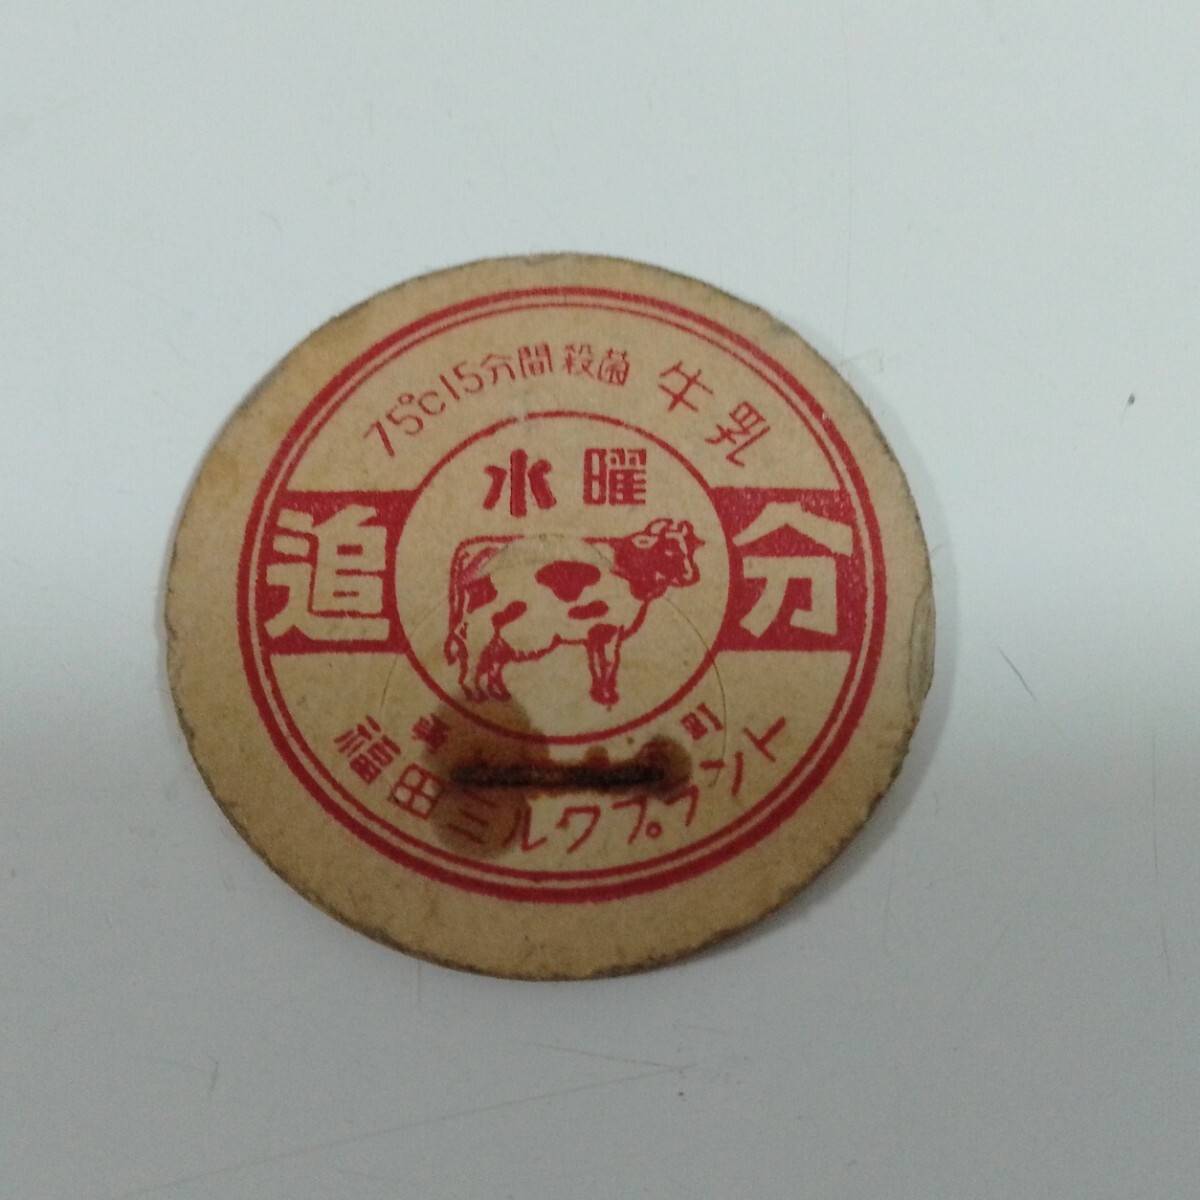 75℃15分間殺菌 牛乳
水曜
追分
町
福田ミルクプラント